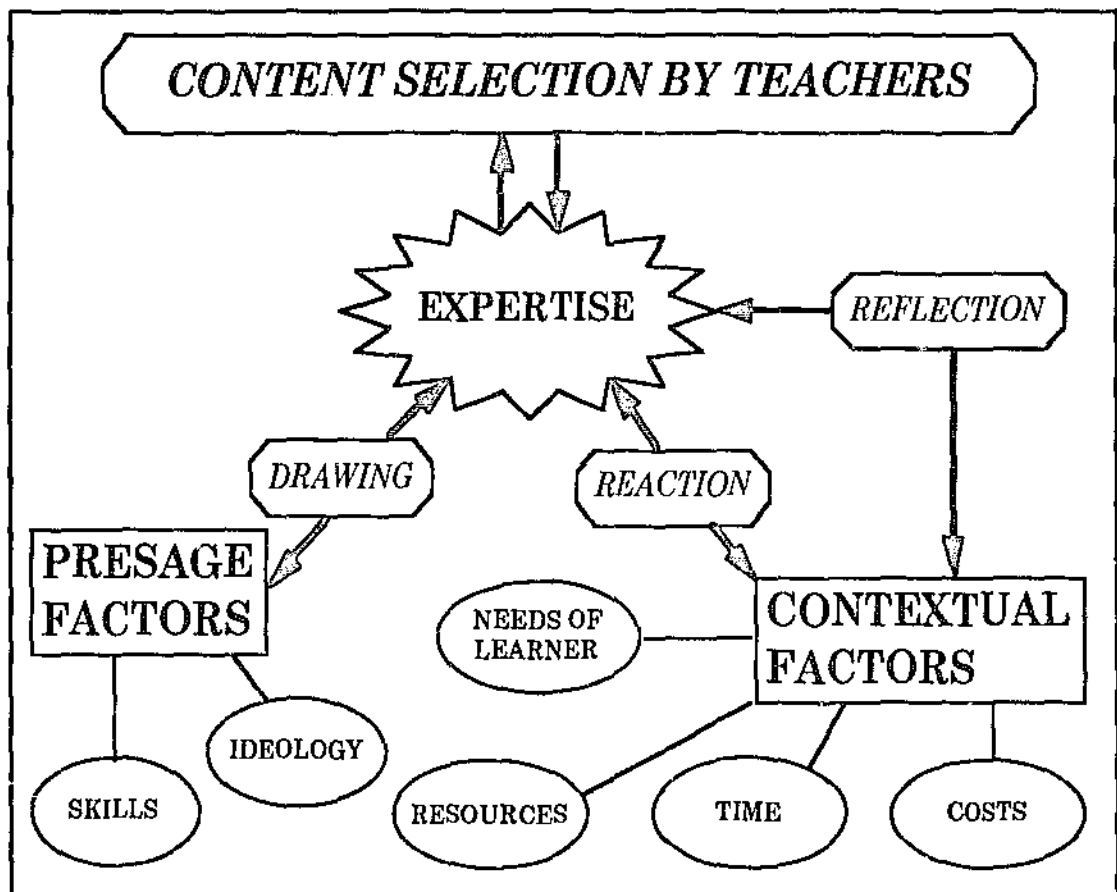 CONTENT SELECTION BY TEACHERS
EXPERTISE
REFLECTION
DRAWING
REACTION
PRESAGE
FACTORS
CONTEXTUAL
FACTORS
NEEDS OF
LEARNER
IDEOLOGY
SKILLS
RESOURCES
TIME
COSTS